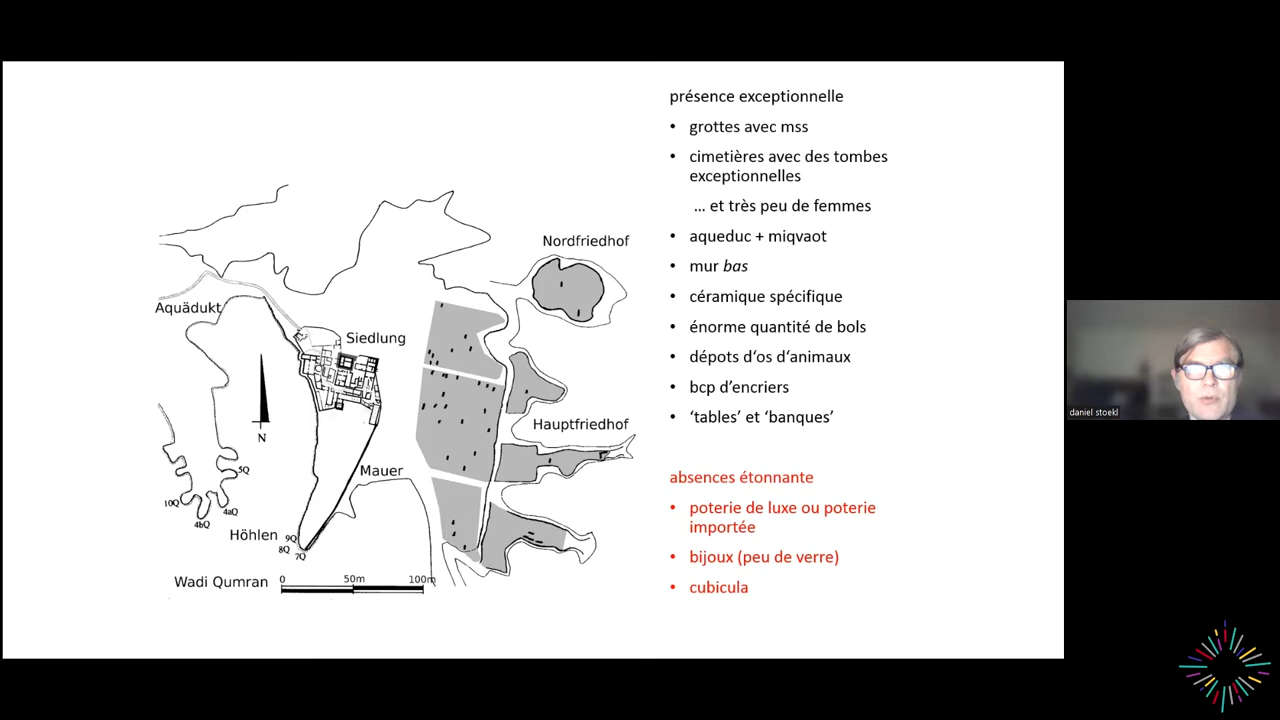 présence exceptionnelle
• grottes avec mss
• cimetières avec des tombes
exceptionnelles
… et très peu de femmes
• aqueduc + miqvaot
• mur bas
• céramique spécifique
• énorme quantité de bols
• dépots d‘os d‘animaux
• bcp d’encriers
• ‘tables’ et ‘banques’
absences étonnante
• poterie de luxe ou poterie
importée
• bijoux (peu de verre)
• cubicula
Nordfriedhof
Aquädukt
Siedlung
N
Hauptfriedhof
Mauer
5Q
10Q
4aQ
4bQ
Höhlen
9Q
8Q
7Q
Wadi Qumran
0 50m 100m
daniel stoekl